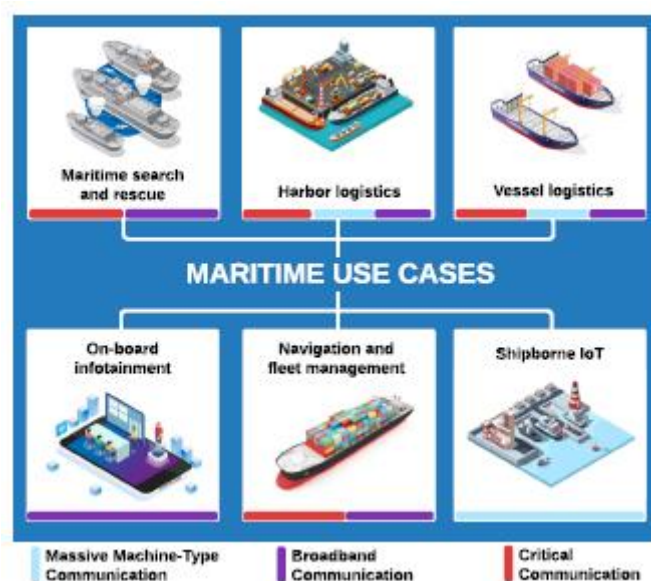 Maritime search
and rescue
Harbor logistics
Vessel logistics
MARITIME USE CASES
On-board
infotainment
Navigation and
fleet management
Shipborne IoT
Massive Machine-Type
Communication
Broadband
Communication
Critical
Communication